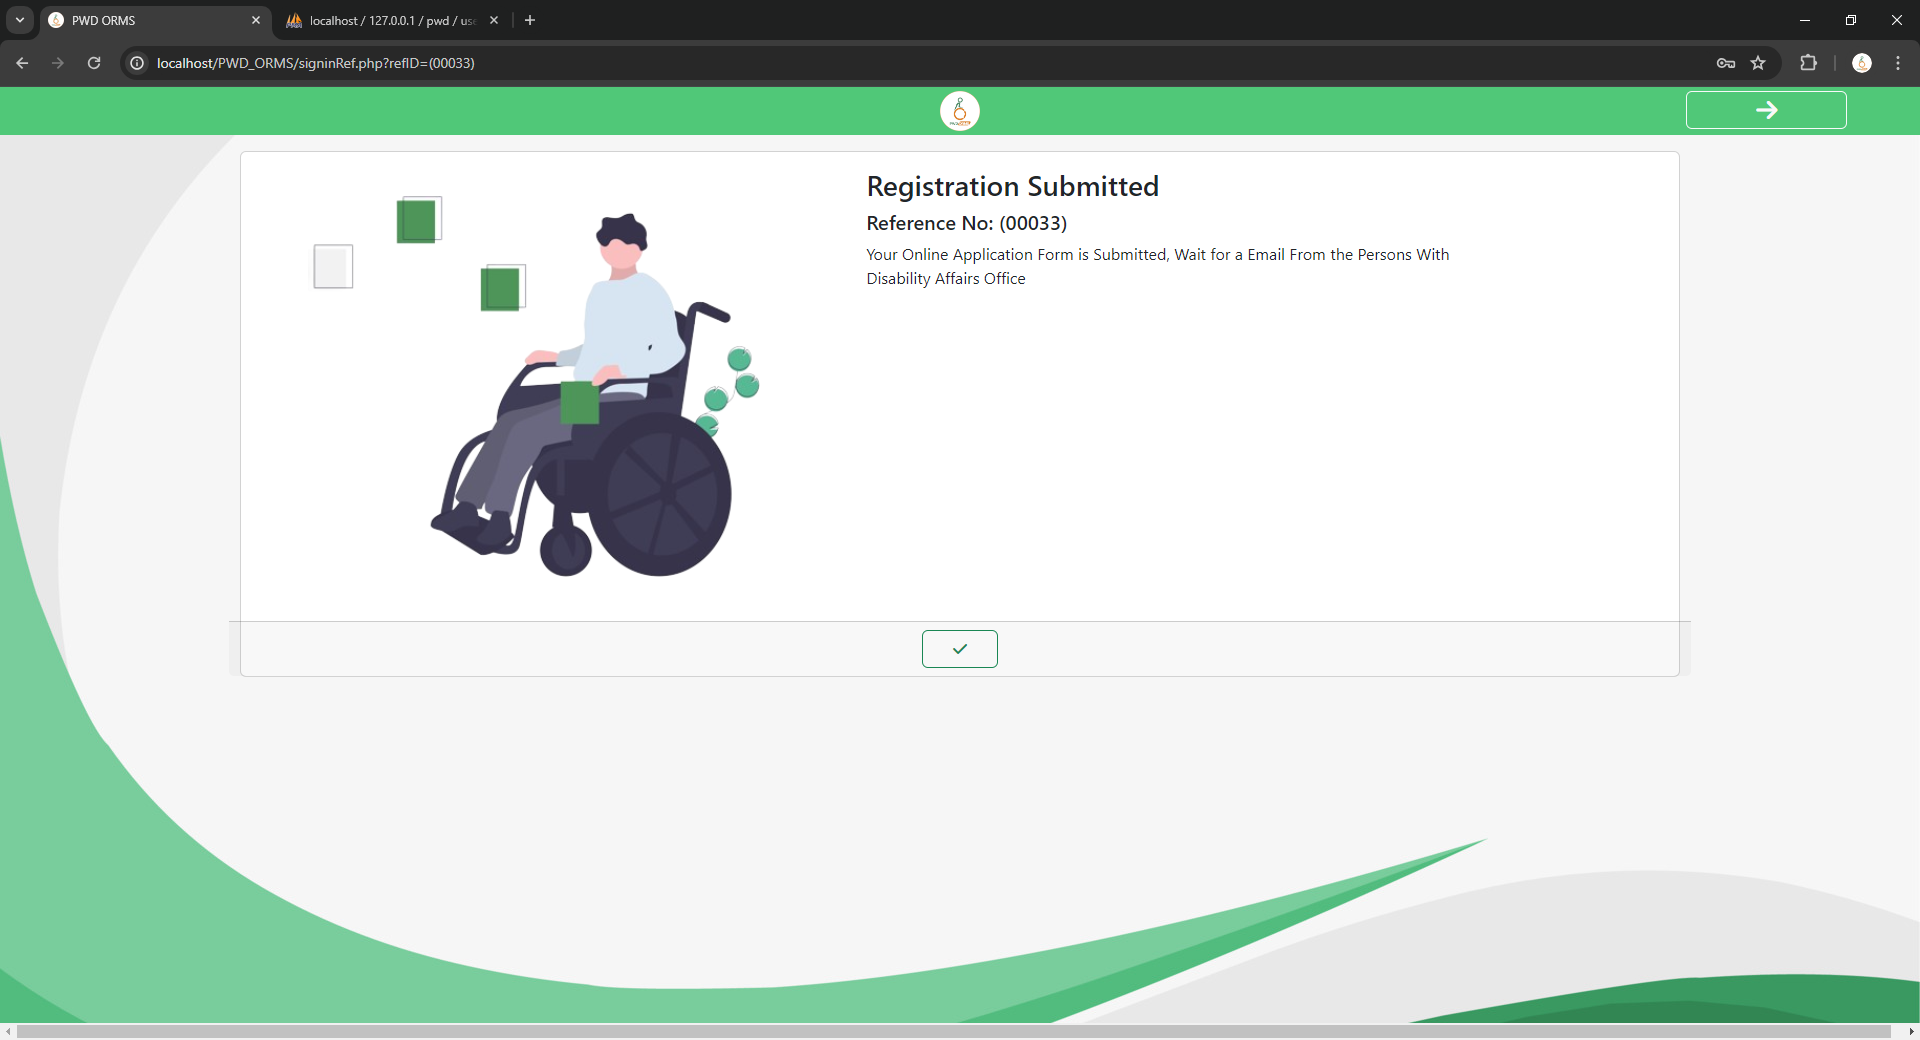 PWD ORMS
localhost / 127.0.0.1 / pwd / us
localhost/PWD_ORMS/signinRef.php?refID=(00033)
Registration Submitted
Reference No: (00033)
Your Online Application Form is Submitted, Wait for a Email From the Persons With
Disability Affairs Office